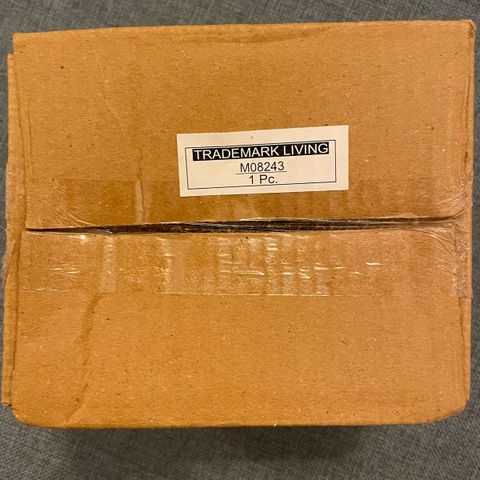 TRADEMARK LIVING
M08243
1 Pc.